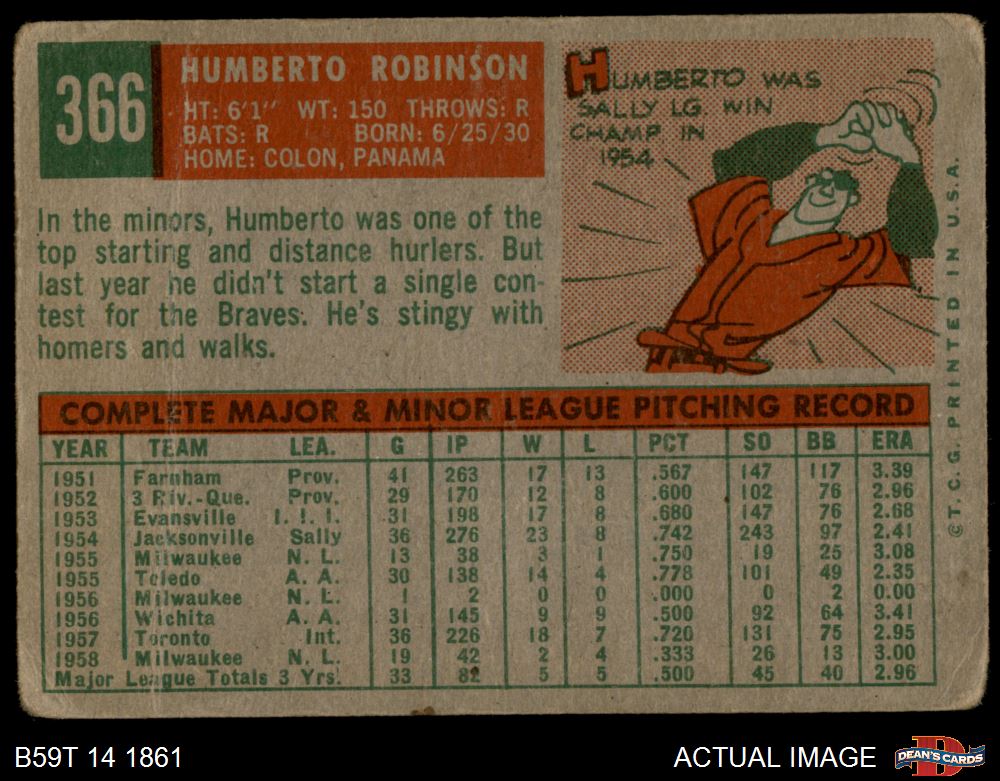 366
HUMBERTO ROBINSON
HT: 6'1" WT: 150 THROWS: R
BATS: R BORN: 6/25/30
HOME: COLON, PANAMA
HUMBERTO WAS
SALLY LG. WIN
CHAMP IN
1954
In the minors, Humberto was one of the
top starting and distance hurlers. But
last year he didn't start a single con-
test for the Braves. He's stingy with
homers and walks.
COMPLETE MAJOR & MINOR LEAGUE PITCHING RECORD
YEAR TEAM LEA. G IP W L PCT SO BB ERA
1951 Farnham Prov. 41 263 17 13 .567 147 117 3.39
1952 3 Riv.-Que. Prov. 29 170 12 8 .600 102 76 2.96
1953 Evansville I. I. I. 31 198 17 8 .680 147 76 2.68
1954 Jacksonville Sally 36 276 23 8 .742 243 97 2.41
1955 Milwaukee N. L. 13 38 3 1 .750 19 25 3.08
1955 Toledo A. A. 30 138 14 4 .778 101 49 2.35
1956 Milwaukee N. L. 1 2 0 0 .000 0 2 0.00
1956 Wichita A. A. 31 145 9 9 .500 92 64 3.41
1957 Toronto Int. 36 226 18 7 .720 131 75 2.95
1958 Milwaukee N. L. 19 42 2 4 .333 26 13 3.00
Major League Totals 3 Yrs. 33 82 5 5 .500 45 40 2.96
©T.C.G. PRINTED IN U.S.A.
B59T 14 1861
ACTUAL IMAGE
D
DEAN'S CARDS